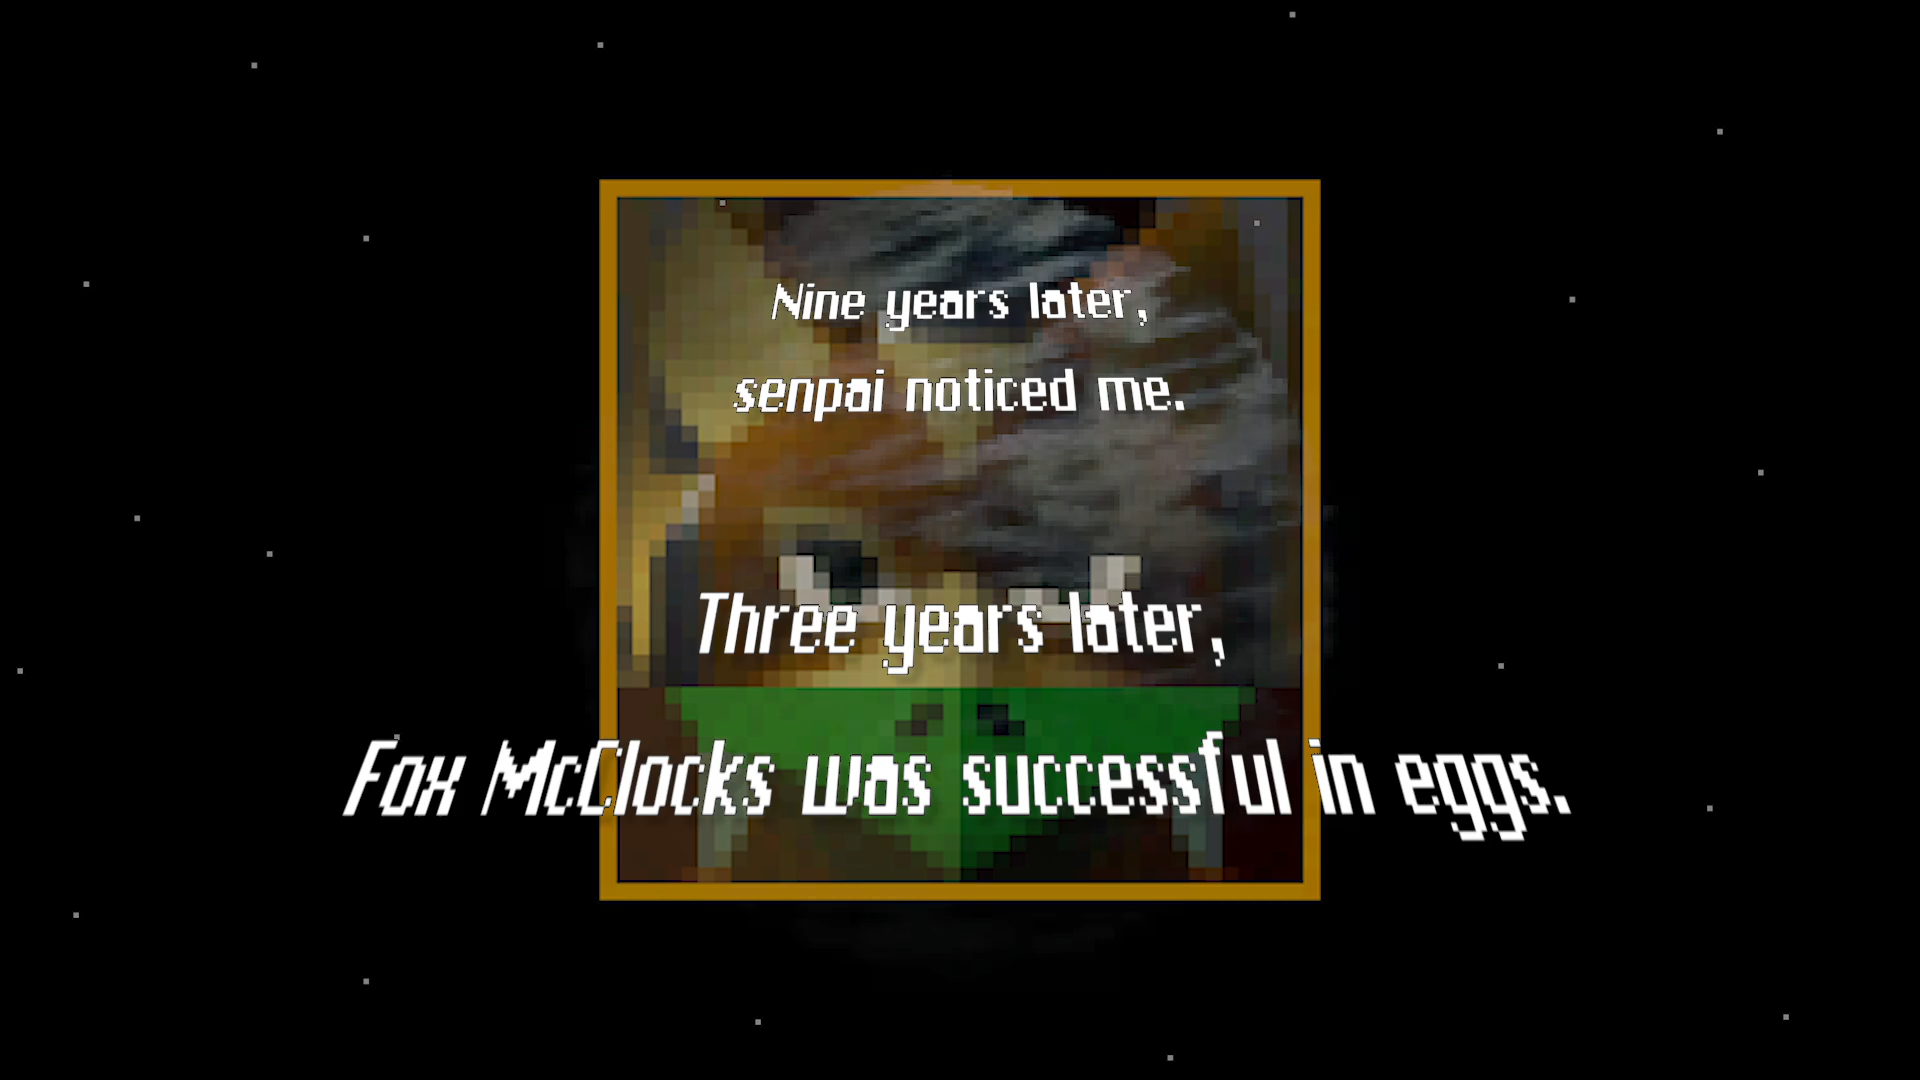 Nine years later,
senpai noticed me.
Three years later,
Fox McClocks was successful in eggs.